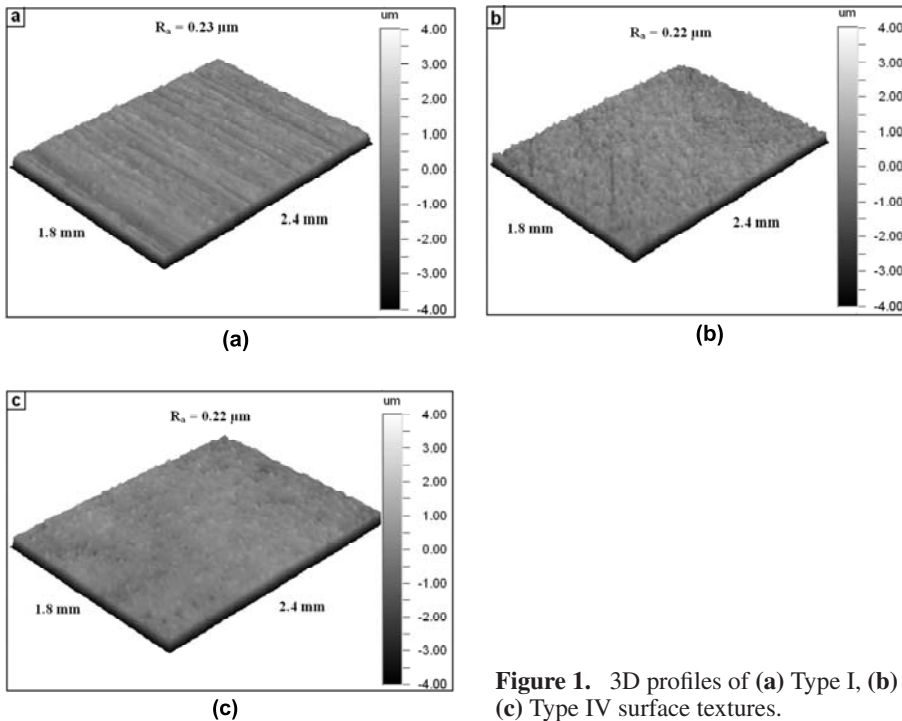 a
Rₐ = 0.23 µm
um
4.00
3.00
2.00
1.00
0.00
-1.00
-2.00
-3.00
-4.00
1.8 mm
2.4 mm
(a)
b
Rₐ = 0.22 µm
um
4.00
3.00
2.00
1.00
0.00
-1.00
-2.00
-3.00
-4.00
1.8 mm
2.4 mm
(b)
c
Rₐ = 0.22 µm
um
4.00
3.00
2.00
1.00
0.00
-1.00
-2.00
-3.00
-4.00
1.8 mm
2.4 mm
(c)
Figure 1. 3D profiles of (a) Type I, (b)
(c) Type IV surface textures.